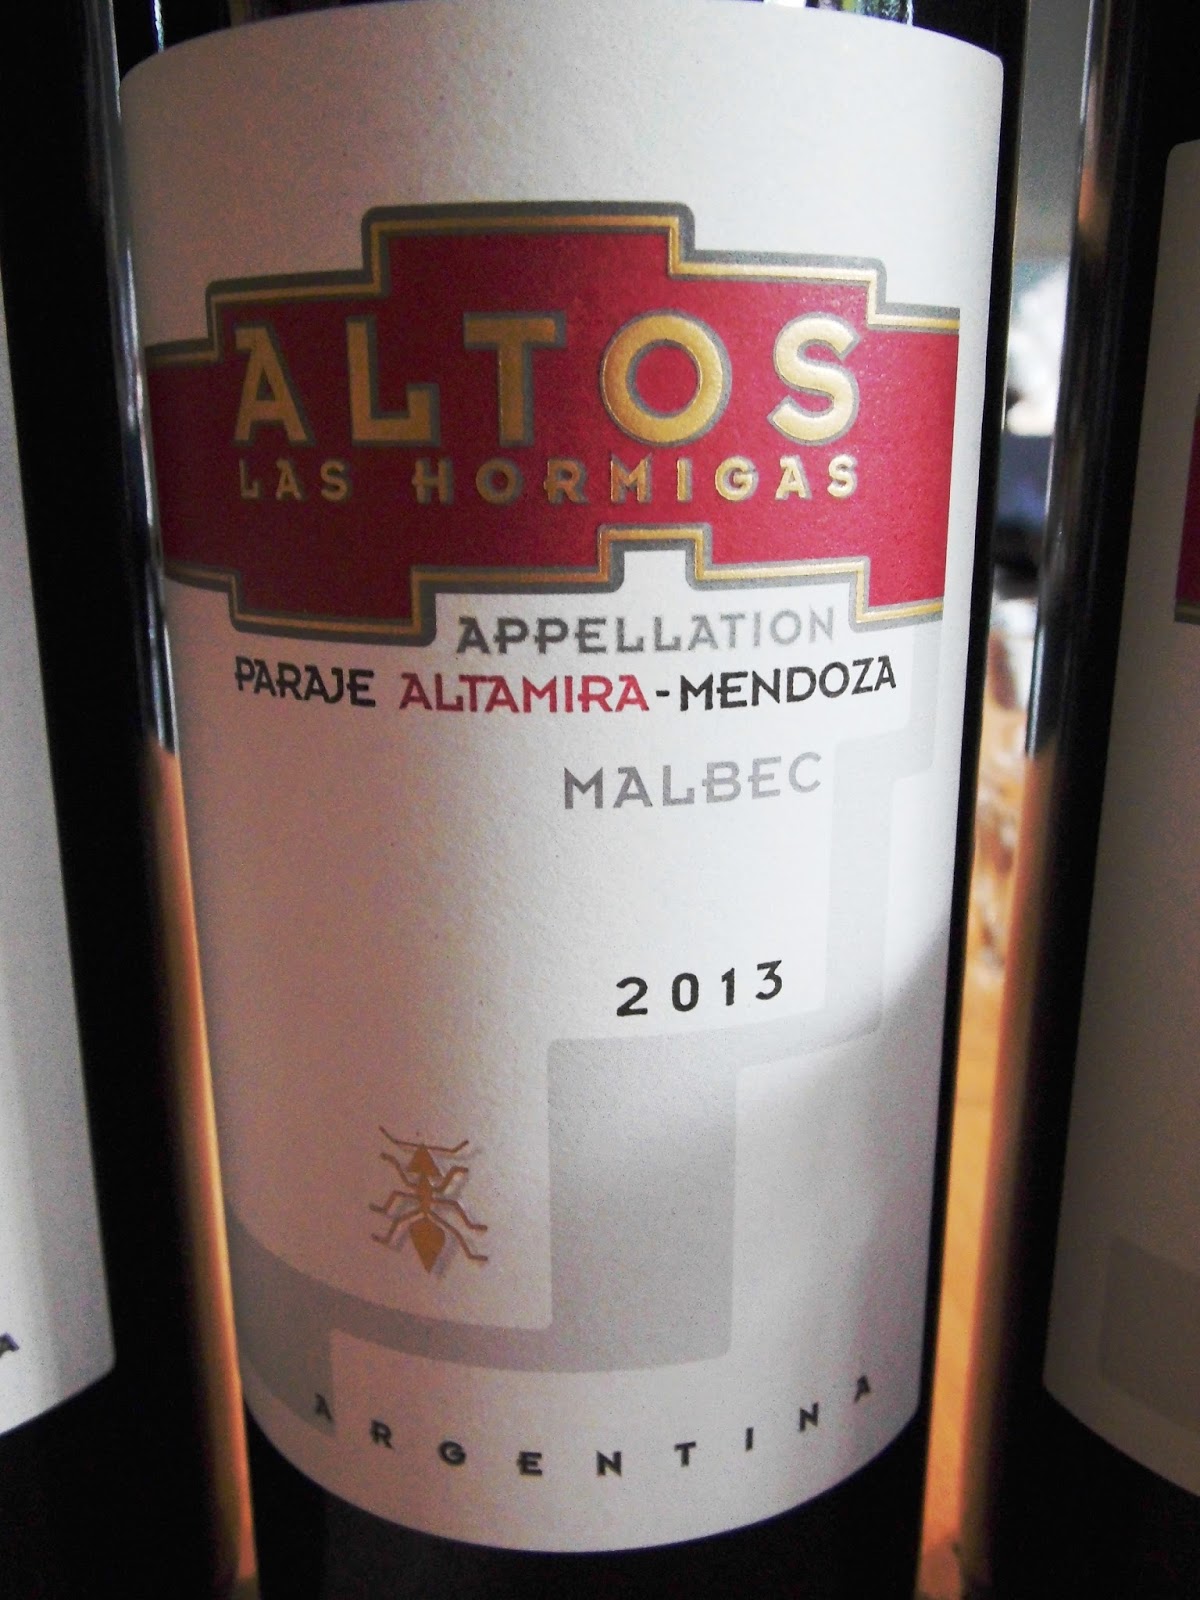 ALTOS
LAS HORMIGAS
APPELLATION
PARAJE ALTAMIRA-MENDOZA
MALBEC
2013
ARGENTINA
A